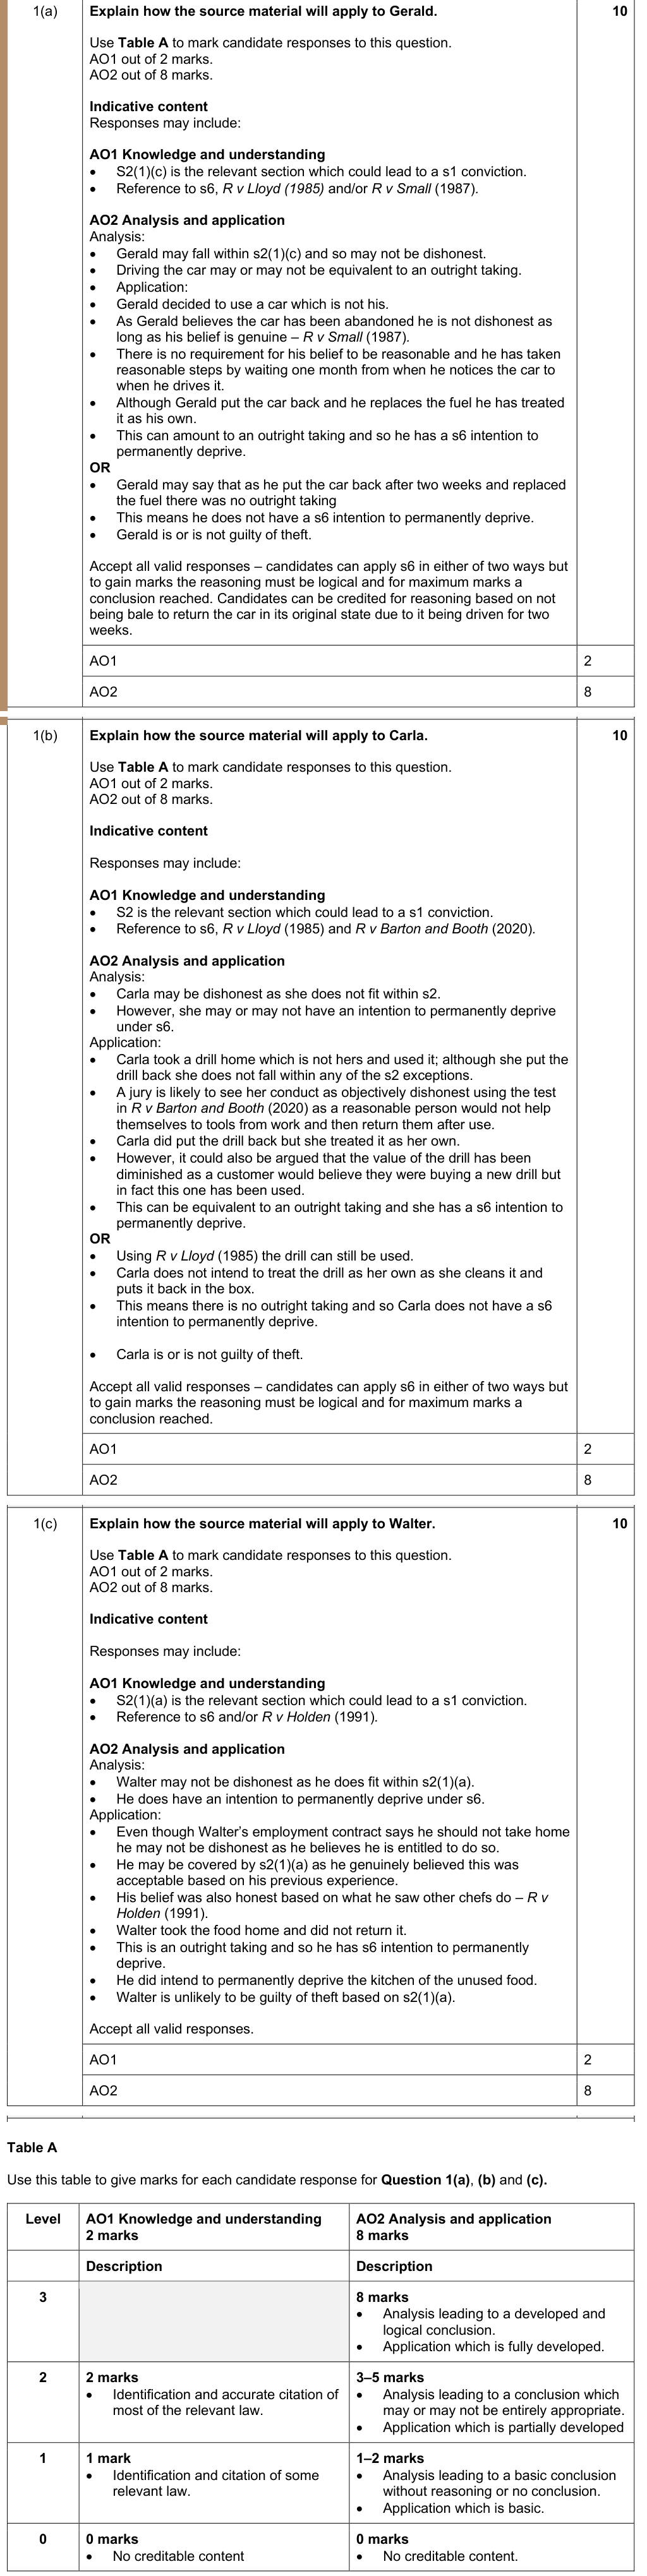 1(a)
Explain how the source material will apply to Gerald.
10
Use Table A to mark candidate responses to this question.
AO1 out of 2 marks.
AO2 out of 8 marks.
Indicative content
Responses may include:
AO1 Knowledge and understanding
• S2(1)(c) is the relevant section which could lead to a s1 conviction.
• Reference to s6, R v Lloyd (1985) and/or R v Small (1987).
AO2 Analysis and application
Analysis:
• Gerald may fall within s2(1)(c) and so may not be dishonest.
• Driving the car may or may not be equivalent to an outright taking.
• Application:
• Gerald decided to use a car which is not his.
• As Gerald believes the car has been abandoned he is not dishonest as
long as his belief is genuine – R v Small (1987).
• There is no requirement for his belief to be reasonable and he has taken
reasonable steps by waiting one month from when he notices the car to
when he drives it.
• Although Gerald put the car back and he replaces the fuel he has treated
it as his own.
• This can amount to an outright taking and so he has a s6 intention to
permanently deprive.
OR
• Gerald may say that as he put the car back after two weeks and replaced
the fuel there was no outright taking
• This means he does not have a s6 intention to permanently deprive.
• Gerald is or is not guilty of theft.
Accept all valid responses – candidates can apply s6 in either of two ways but
to gain marks the reasoning must be logical and for maximum marks a
conclusion reached. Candidates can be credited for reasoning based on not
being bale to return the car in its original state due to it being driven for two
weeks.
AO1
2
AO2
8
1(b)
Explain how the source material will apply to Carla.
10
Use Table A to mark candidate responses to this question.
AO1 out of 2 marks.
AO2 out of 8 marks.
Indicative content
Responses may include:
AO1 Knowledge and understanding
• S2 is the relevant section which could lead to a s1 conviction.
• Reference to s6, R v Lloyd (1985) and R v Barton and Booth (2020).
AO2 Analysis and application
Analysis:
• Carla may be dishonest as she does not fit within s2.
• However, she may or may not have an intention to permanently deprive
under s6.
Application:
• Carla took a drill home which is not hers and used it; although she put the
drill back she does not fall within any of the s2 exceptions.
• A jury is likely to see her conduct as objectively dishonest using the test
in R v Barton and Booth (2020) as a reasonable person would not help
themselves to tools from work and then return them after use.
• Carla did put the drill back but she treated it as her own.
• However, it could also be argued that the value of the drill has been
diminished as a customer would believe they were buying a new drill but
in fact this one has been used.
• This can be equivalent to an outright taking and she has a s6 intention to
permanently deprive.
OR
• Using R v Lloyd (1985) the drill can still be used.
• Carla does not intend to treat the drill as her own as she cleans it and
puts it back in the box.
• This means there is no outright taking and so Carla does not have a s6
intention to permanently deprive.
• Carla is or is not guilty of theft.
Accept all valid responses – candidates can apply s6 in either of two ways but
to gain marks the reasoning must be logical and for maximum marks a
conclusion reached.
AO1
2
AO2
8
1(c)
Explain how the source material will apply to Walter.
10
Use Table A to mark candidate responses to this question.
AO1 out of 2 marks.
AO2 out of 8 marks.
Indicative content
Responses may include:
AO1 Knowledge and understanding
• S2(1)(a) is the relevant section which could lead to a s1 conviction.
• Reference to s6 and/or R v Holden (1991).
AO2 Analysis and application
Analysis:
• Walter may not be dishonest as he does fit within s2(1)(a).
• He does have an intention to permanently deprive under s6.
Application:
• Even though Walter's employment contract says he should not take home
he may not be dishonest as he believes he is entitled to do so.
• He may be covered by s2(1)(a) as he genuinely believed this was
acceptable based on his previous experience.
• His belief was also honest based on what he saw other chefs do – R v
Holden (1991).
• Walter took the food home and did not return it.
• This is an outright taking and so he has s6 intention to permanently
deprive.
• He did intend to permanently deprive the kitchen of the unused food.
• Walter is unlikely to be guilty of theft based on s2(1)(a).
Accept all valid responses.
AO1
2
AO2
8
Table A
Use this table to give marks for each candidate response for Question 1(a), (b) and (c).
Level
AO1 Knowledge and understanding
2 marks
AO2 Analysis and application
8 marks
Description
Description
3
8 marks
• Analysis leading to a developed and
logical conclusion.
• Application which is fully developed.
2
2 marks
• Identification and accurate citation of
most of the relevant law.
3–5 marks
• Analysis leading to a conclusion which
may or may not be entirely appropriate.
• Application which is partially developed
1
1 mark
• Identification and citation of some
relevant law.
1–2 marks
• Analysis leading to a basic conclusion
without reasoning or no conclusion.
• Application which is basic.
0
0 marks
• No creditable content
0 marks
• No creditable content.